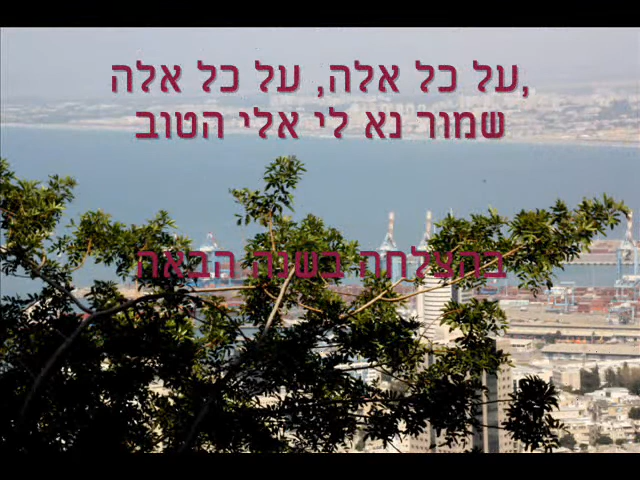 על כל אלה, על כל אלה,
שמור נא לי אלי הטוב
בהצלחה בשנה הבאה